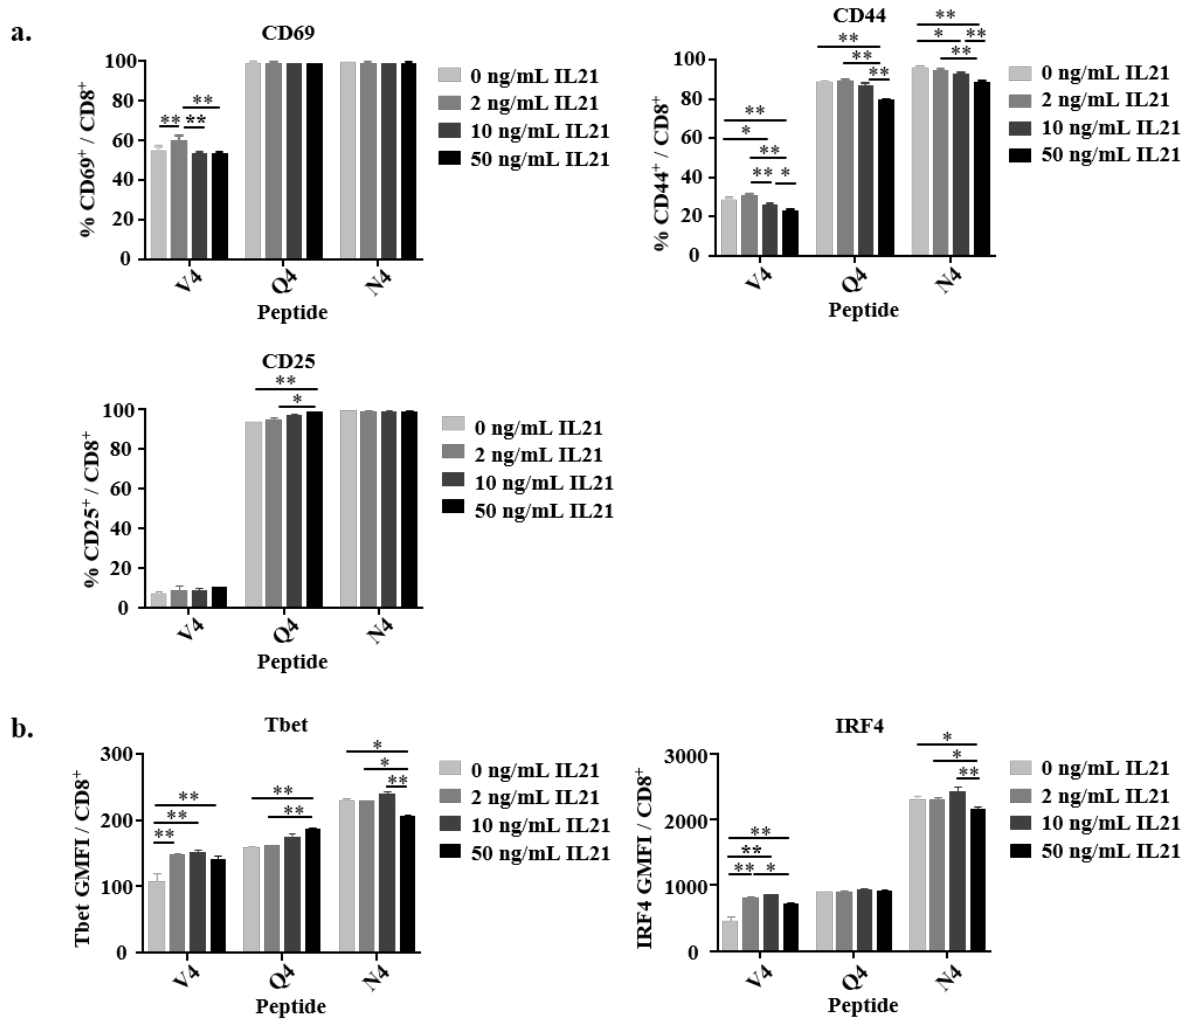 a.
CD69
% CD69⁺ / CD8⁺
100
80
60
40
20
0
** ** **
V4 Q4 N4
Peptide
0 ng/mL IL21
2 ng/mL IL21
10 ng/mL IL21
50 ng/mL IL21
CD44
% CD44⁺ / CD8⁺
100
80
60
40
20
0
**
*
**
** *
**
**
**
**
* **
**
V4 Q4 N4
Peptide
0 ng/mL IL21
2 ng/mL IL21
10 ng/mL IL21
50 ng/mL IL21
CD25
% CD25⁺ / CD8⁺
100
80
60
40
20
0
**
*
V4 Q4 N4
Peptide
0 ng/mL IL21
2 ng/mL IL21
10 ng/mL IL21
50 ng/mL IL21
b.
Tbet
Tbet GMFI / CD8⁺
300
200
100
0
**
**
**
**
**
*
*
**
V4 Q4 N4
Peptide
0 ng/mL IL21
2 ng/mL IL21
10 ng/mL IL21
50 ng/mL IL21
IRF4
IRF4 GMFI / CD8⁺
3000
2000
1000
0
**
**
** *
*
*
**
V4 Q4 N4
Peptide
0 ng/mL IL21
2 ng/mL IL21
10 ng/mL IL21
50 ng/mL IL21